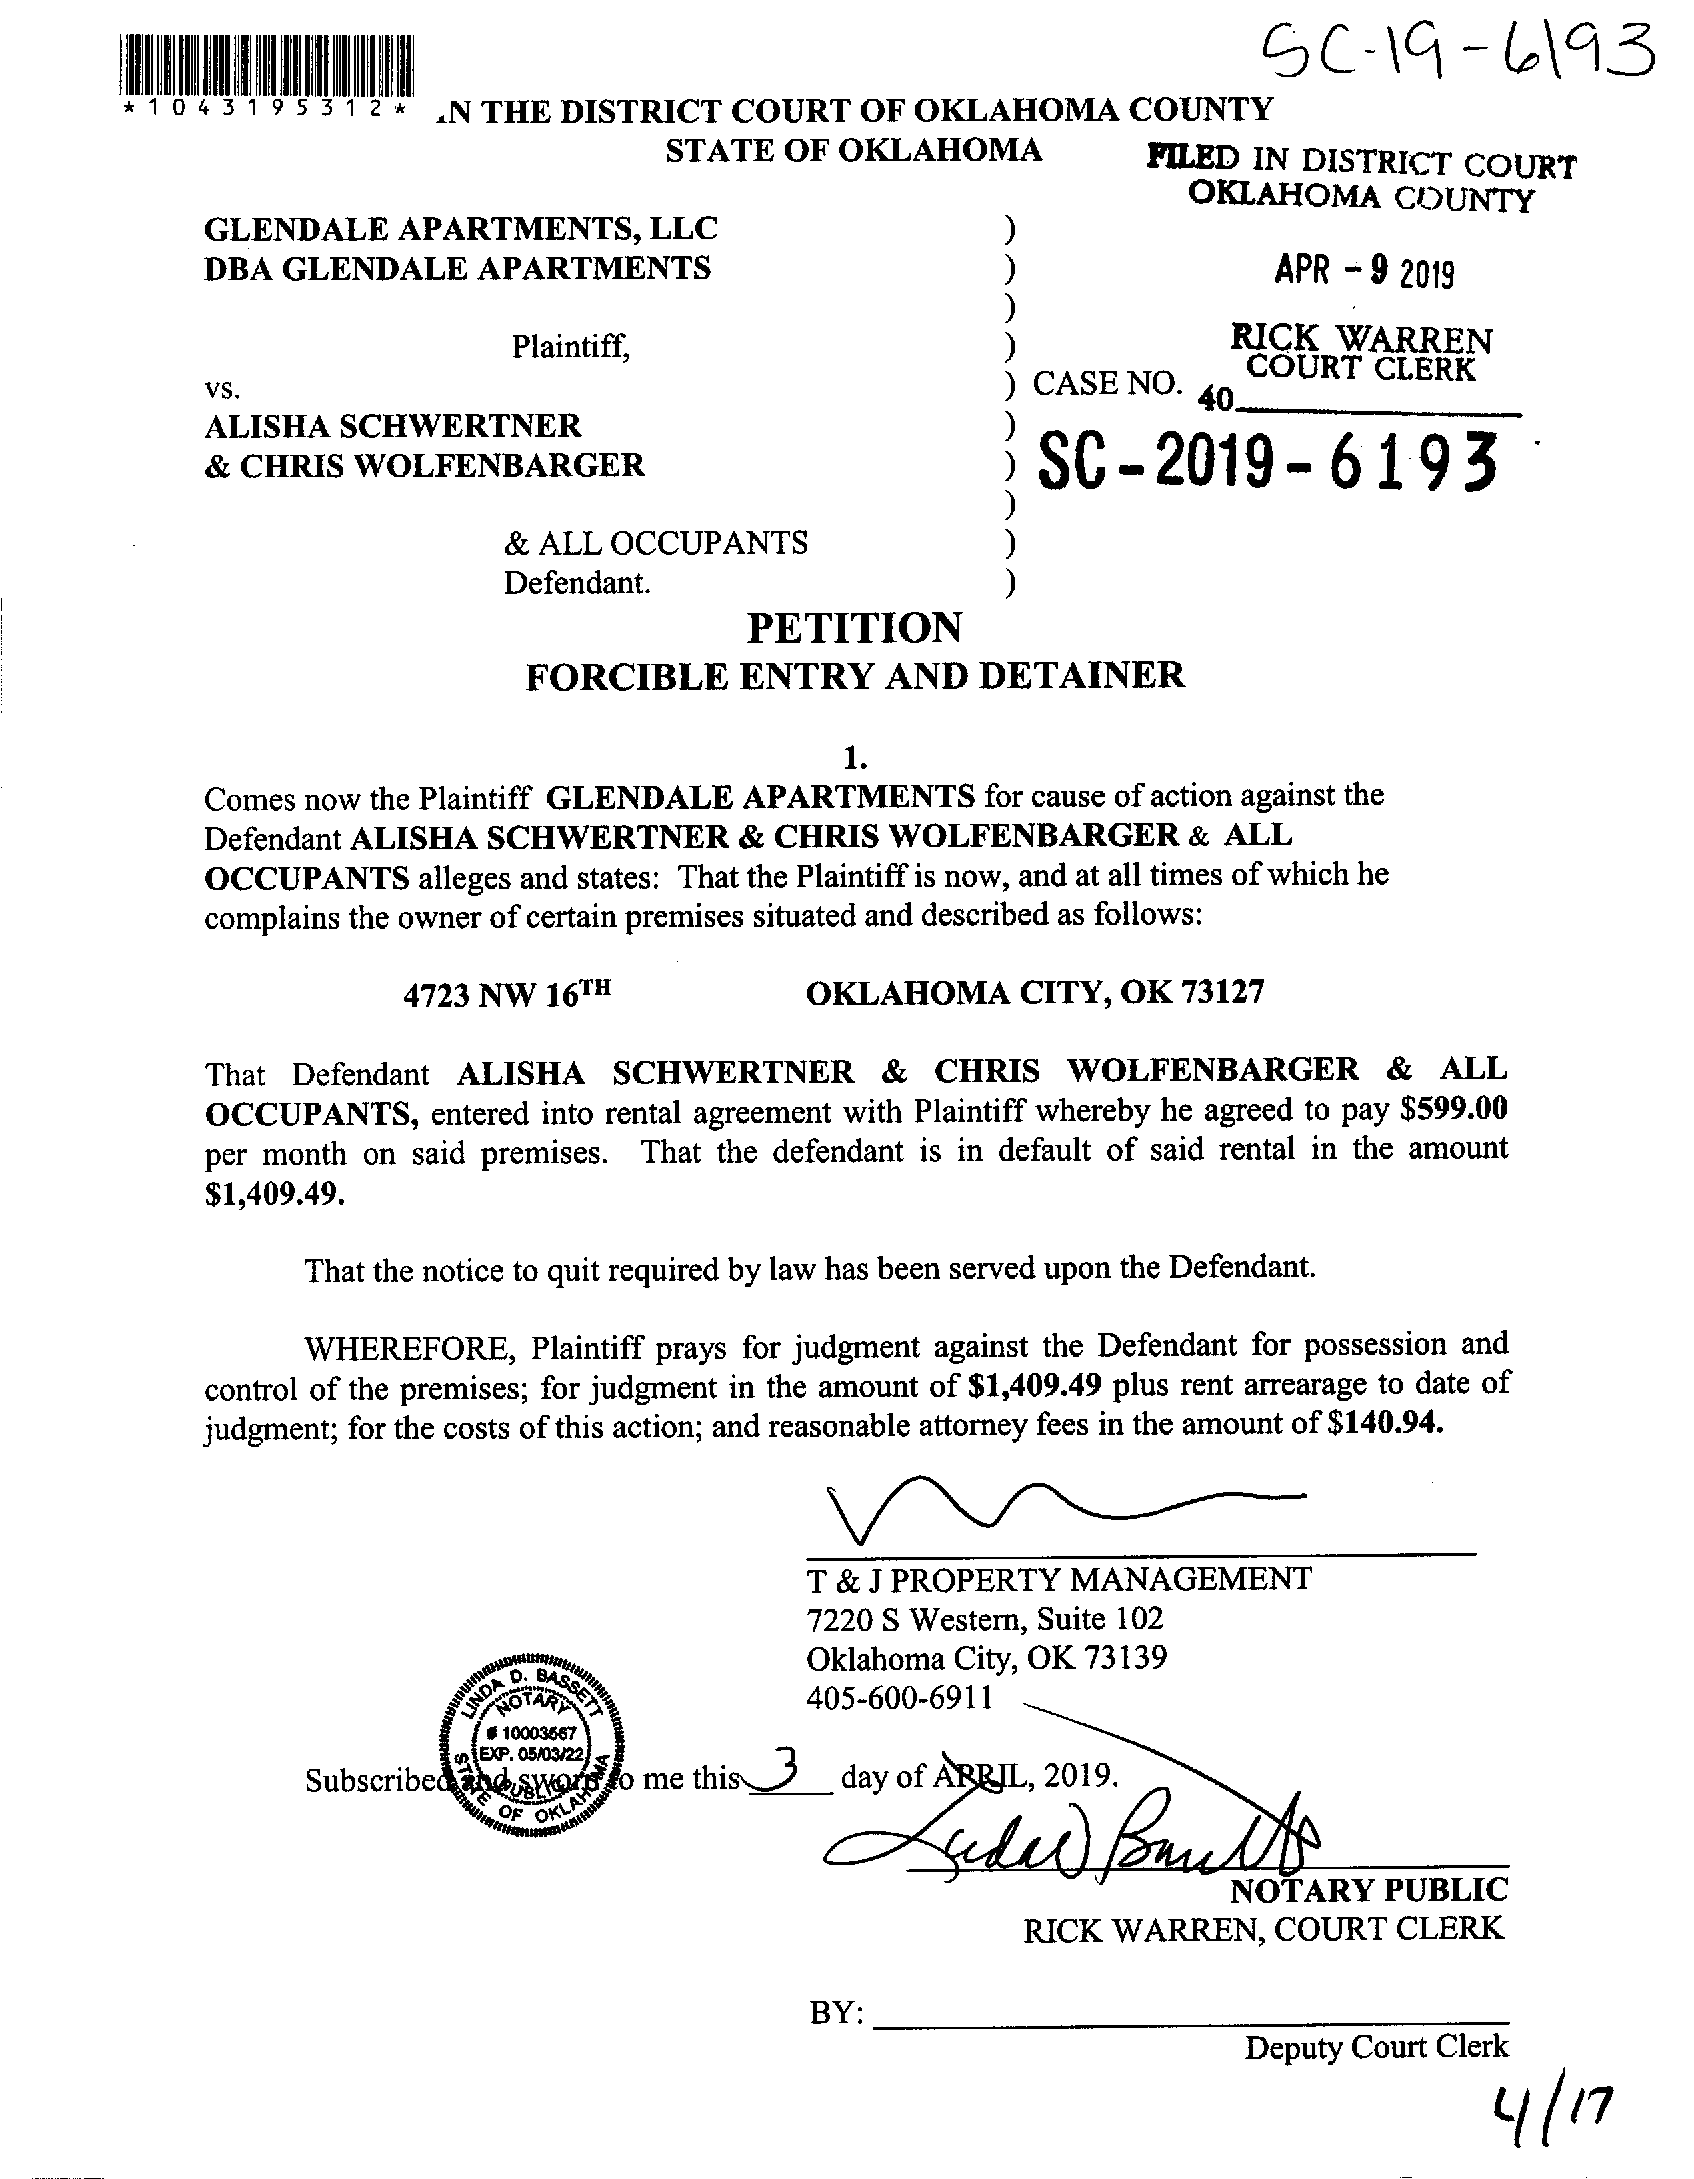 SC-19-6193
*1043195312*
IN THE DISTRICT COURT OF OKLAHOMA COUNTY
STATE OF OKLAHOMA
FILED IN DISTRICT COURT
OKLAHOMA COUNTY
GLENDALE APARTMENTS, LLC )
DBA GLENDALE APARTMENTS )
APR - 9 2019
)
Plaintiff, )
RICK WARREN
COURT CLERK
vs. ) CASE NO.
40
ALISHA SCHWERTNER )
& CHRIS WOLFENBARGER ) SC-2019-6193
)
& ALL OCCUPANTS )
Defendant. )
PETITION
FORCIBLE ENTRY AND DETAINER
1.
Comes now the Plaintiff GLENDALE APARTMENTS for cause of action against the
Defendant ALISHA SCHWERTNER & CHRIS WOLFENBARGER & ALL
OCCUPANTS alleges and states: That the Plaintiff is now, and at all times of which he
complains the owner of certain premises situated and described as follows:
4723 NW 16TH OKLAHOMA CITY, OK 73127
That Defendant ALISHA SCHWERTNER & CHRIS WOLFENBARGER & ALL
OCCUPANTS, entered into rental agreement with Plaintiff whereby he agreed to pay $599.00
per month on said premises. That the defendant is in default of said rental in the amount
$1,409.49.
That the notice to quit required by law has been served upon the Defendant.
WHEREFORE, Plaintiff prays for judgment against the Defendant for possession and
control of the premises; for judgment in the amount of $1,409.49 plus rent arrearage to date of
judgment; for the costs of this action; and reasonable attorney fees in the amount of $140.94.
T & J PROPERTY MANAGEMENT
7220 S Western, Suite 102
Oklahoma City, OK 73139
405-600-6911
LINDA D. BASSETT
NOTARY
# 10003667
EXP. 05/03/22
PUBLIC
STATE OF OKLAHOMA
Subscribed and sworn to me this 3 day of APRIL, 2019.
NOTARY PUBLIC
RICK WARREN, COURT CLERK
BY:
Deputy Court Clerk
4/17